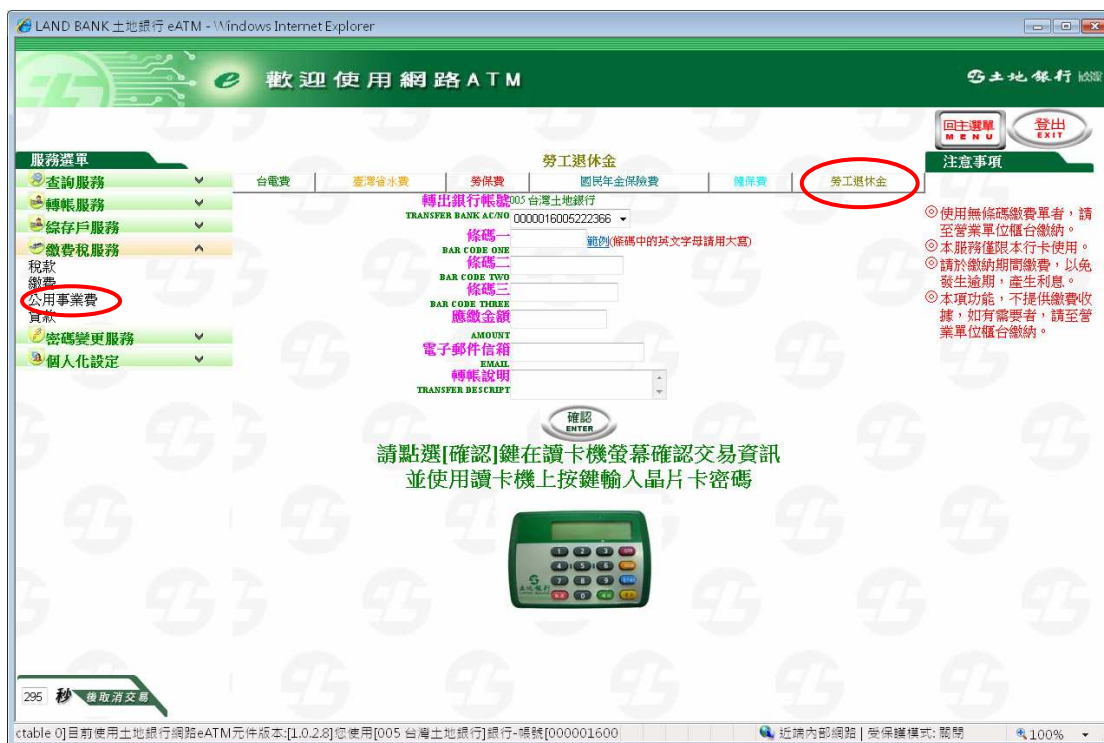 LAND BANK 土地銀行 eATM - Windows Internet Explorer
e 歡迎使用網路ATM
土地銀行
回主選單
MENU
登出
EXIT
服務選單
查詢服務
轉帳服務
綜存戶服務
繳費稅服務
稅款
繳費
公用事業費
貸款
密碼變更服務
個人化設定
勞工退休金
台電費
臺灣省水費
勞保費
國民年金保險費
健保費
勞工退休金
轉出銀行帳號 005 台灣土地銀行
TRANSFER BANK AC/NO 0000016005222366
條碼一
BAR CODE ONE
範例(條碼中的英文字母請用大寫)
條碼二
BAR CODE TWO
條碼三
BAR CODE THREE
應繳金額
AMOUNT
電子郵件信箱
EMAIL
轉帳說明
TRANSFER DESCRIPT
確認
ENTER
請點選[確認]鍵在讀卡機螢幕確認交易資訊
並使用讀卡機上按鍵輸入晶片卡密碼
1 2 3
4 5 6
7 8 9
0
土地銀行
注意事項
◎使用無條碼繳費單者,請
至營業單位櫃台繳納。
◎本服務僅限本行卡使用。
◎請於繳納期間繳費,以免
發生逾期,產生利息。
◎本項功能,不提供繳費收
據,如有需要者,請至營
業單位櫃台繳納。
295 秒 後取消交易
ctable 0]目前使用土地銀行網路eATM元件版本:[1.0.2.8]您使用[005 台灣土地銀行]銀行-帳號[000001600
近端內部網路 | 受保護模式: 關閉
100%